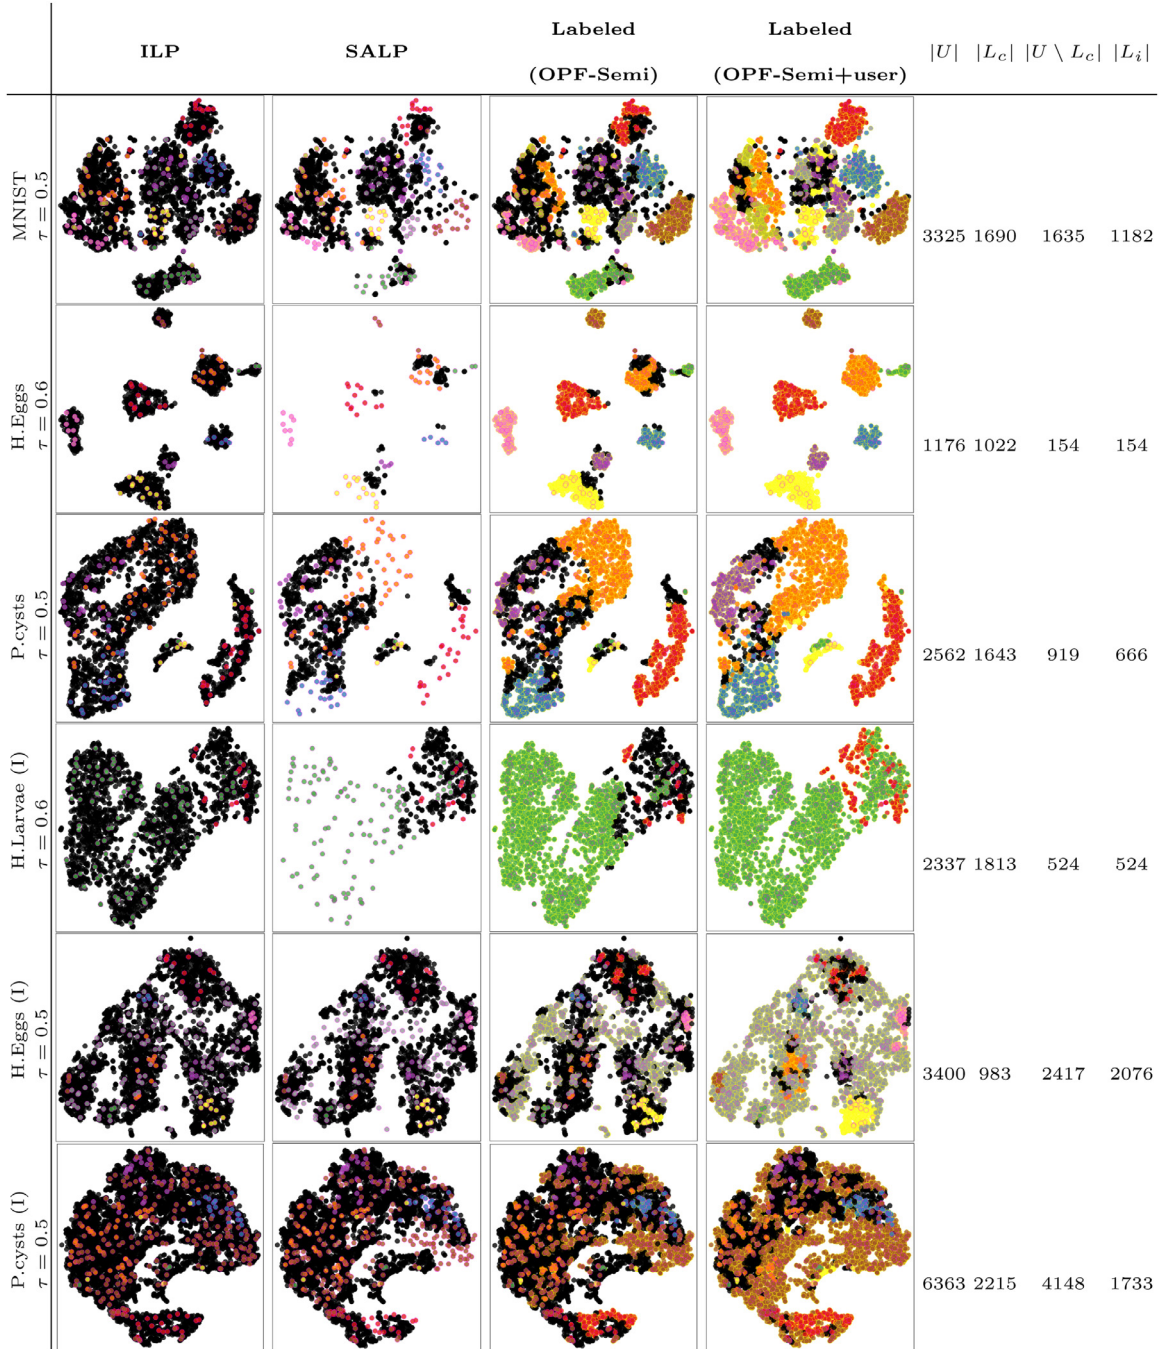 ILP SALP Labeled (OPF-Semi) Labeled (OPF-Semi+user) |U| |L_c| |U \ L_c| |L_i|
MNIST τ = 0.5 3325 1690 1635 1182
H.Eggs τ = 0.6 1176 1022 154 154
P.cysts τ = 0.5 2562 1643 919 666
H.Larvae (I) τ = 0.6 2337 1813 524 524
H.Eggs (I) τ = 0.5 3400 983 2417 2076
P.cysts (I) τ = 0.5 6363 2215 4148 1733